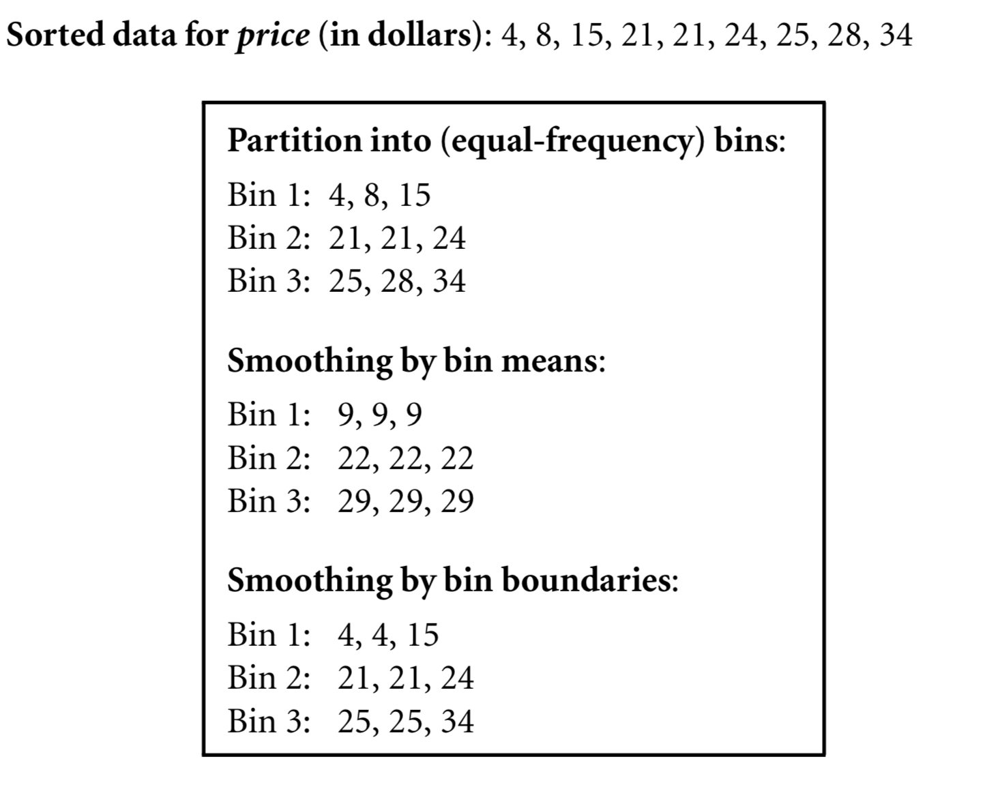 Sorted data for price (in dollars): 4, 8, 15, 21, 21, 24, 25, 28, 34
Partition into (equal-frequency) bins:
Bin 1: 4, 8, 15
Bin 2: 21, 21, 24
Bin 3: 25, 28, 34
Smoothing by bin means:
Bin 1: 9, 9, 9
Bin 2: 22, 22, 22
Bin 3: 29, 29, 29
Smoothing by bin boundaries:
Bin 1: 4, 4, 15
Bin 2: 21, 21, 24
Bin 3: 25, 25, 34